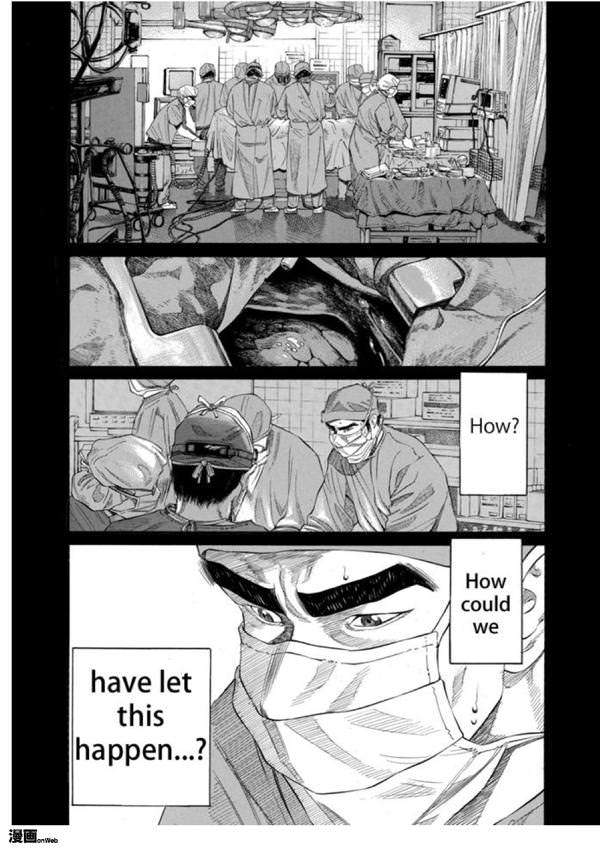 How?
How
could
we
have let
this
happen...?
漫画onWeb